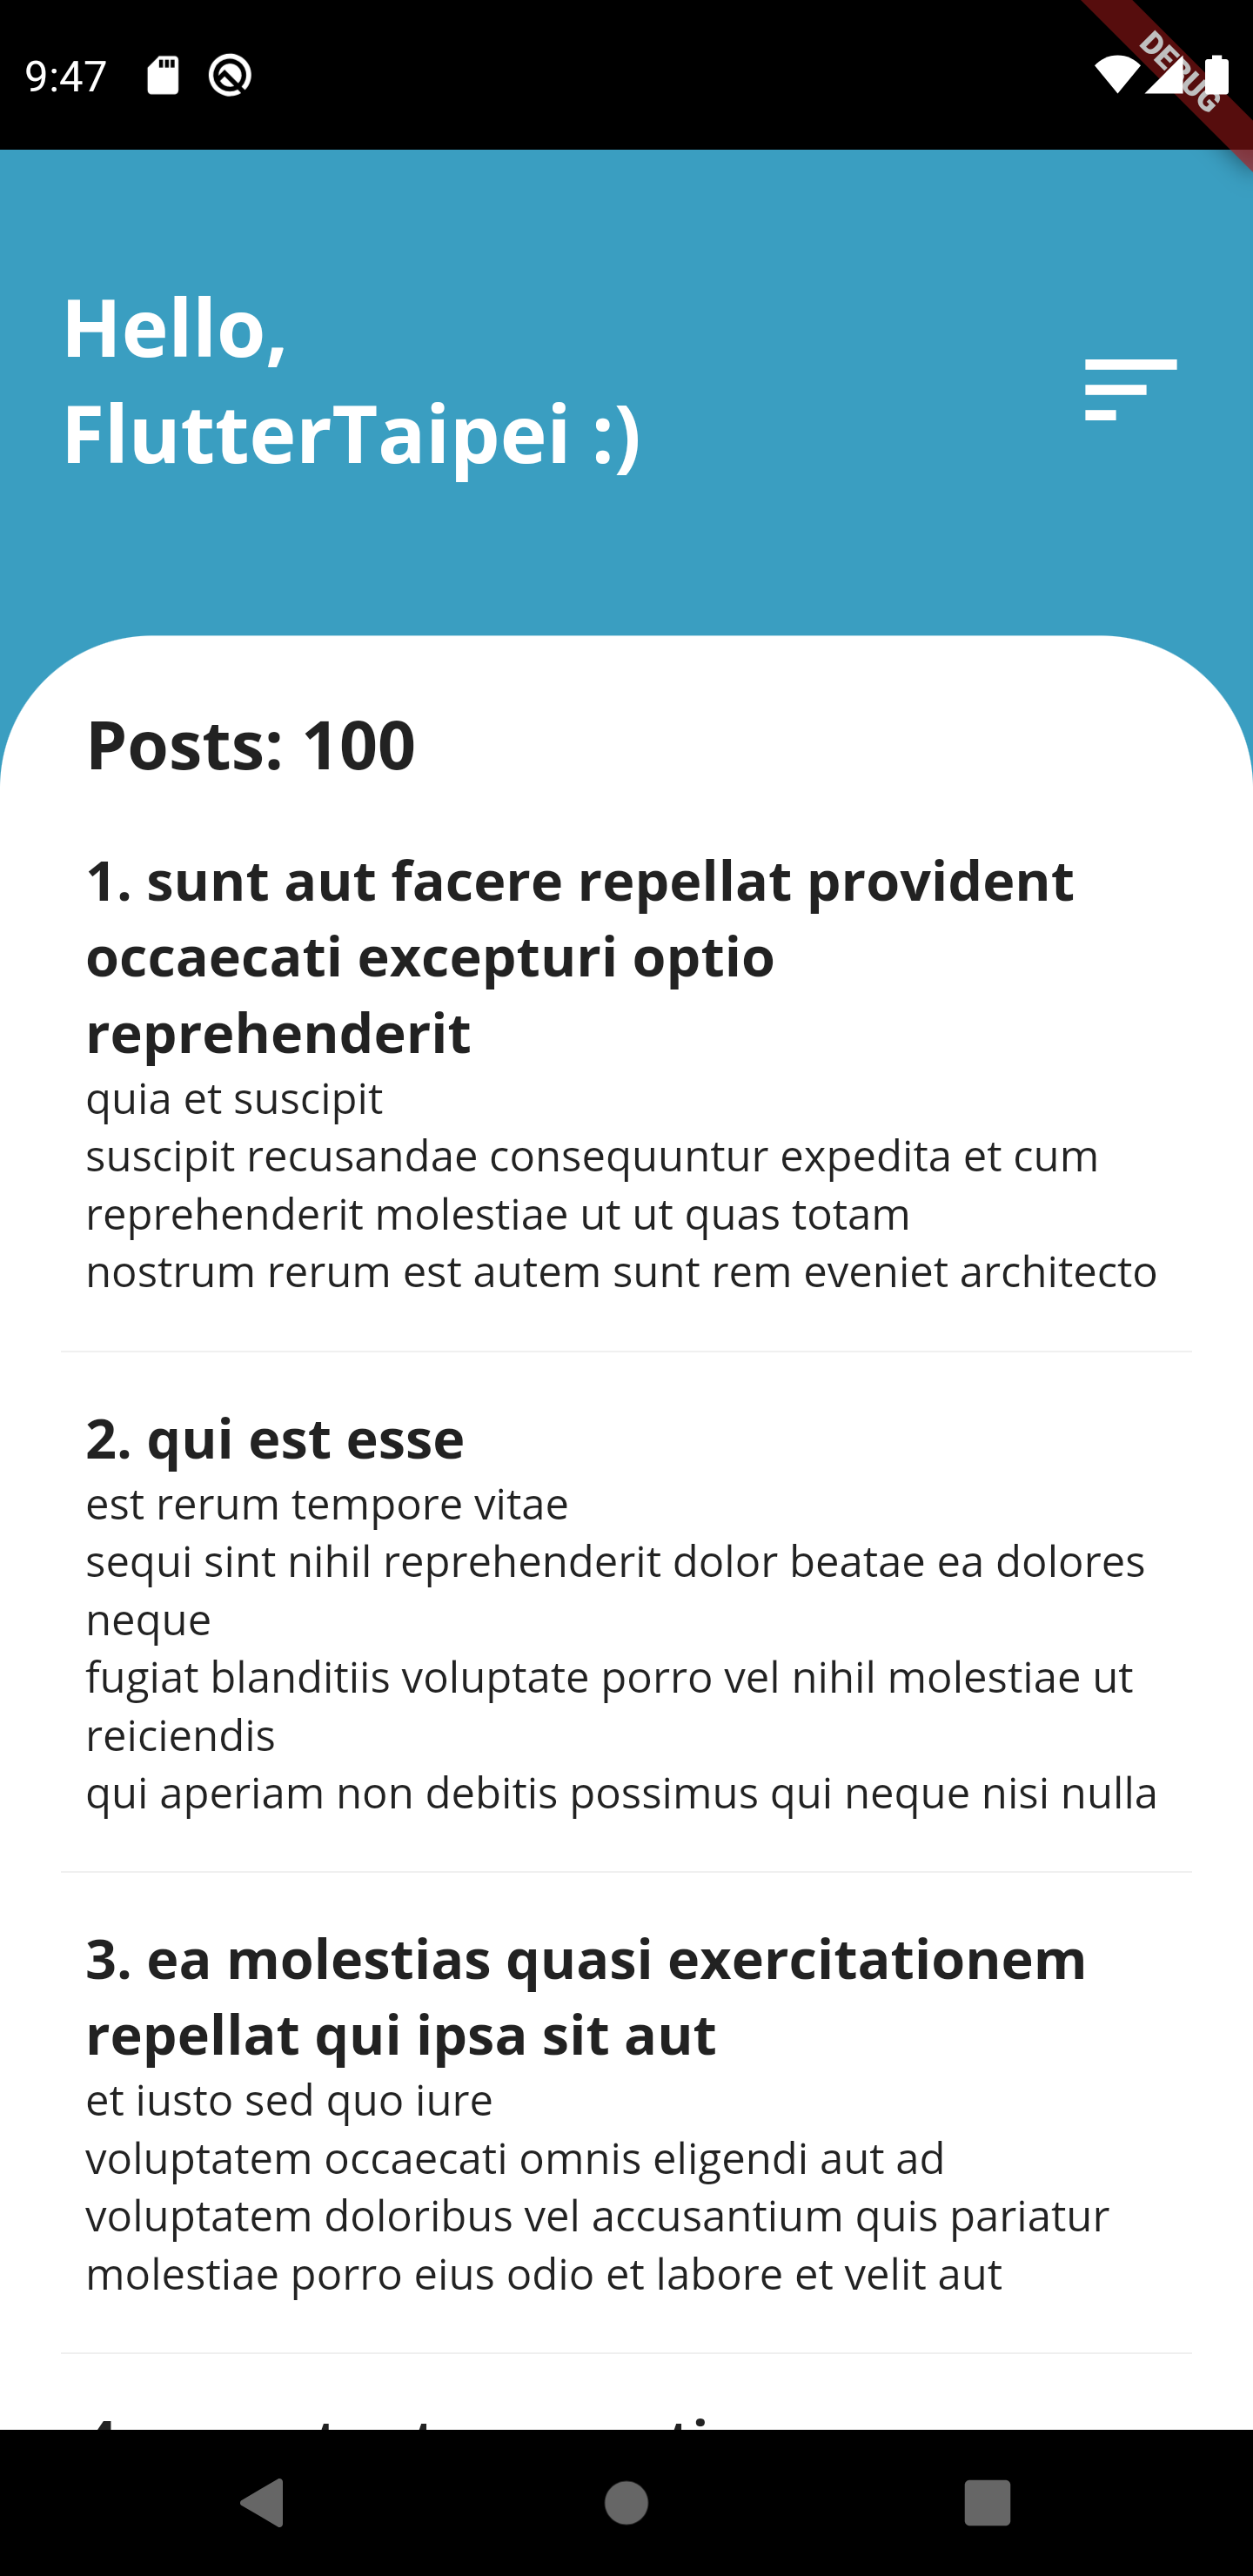 9:47
DEBUG
Hello,
FlutterTaipei :)
Posts: 100
1. sunt aut facere repellat provident
occaecati excepturi optio
reprehenderit
quia et suscipit
suscipit recusandae consequuntur expedita et cum
reprehenderit molestiae ut ut quas totam
nostrum rerum est autem sunt rem eveniet architecto
2. qui est esse
est rerum tempore vitae
sequi sint nihil reprehenderit dolor beatae ea dolores
neque
fugiat blanditiis voluptate porro vel nihil molestiae ut
reiciendis
qui aperiam non debitis possimus qui neque nisi nulla
3. ea molestias quasi exercitationem
repellat qui ipsa sit aut
et iusto sed quo iure
voluptatem occaecati omnis eligendi aut ad
voluptatem doloribus vel accusantium quis pariatur
molestiae porro eius odio et labore et velit aut